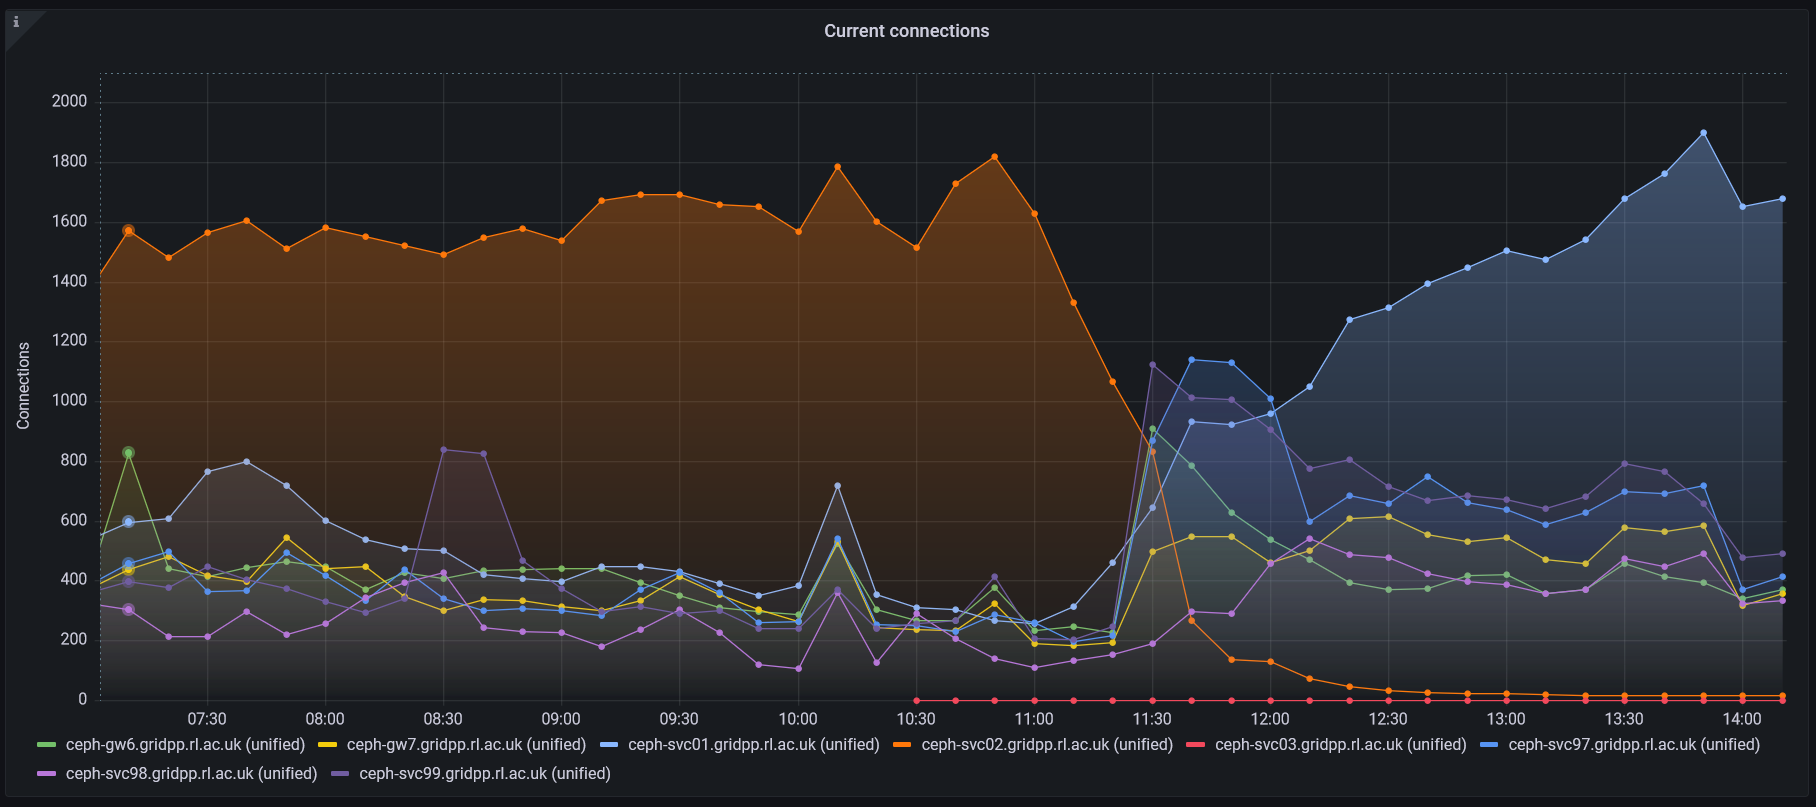 i
Current connections
Connections
2000
1800
1600
1400
1200
1000
800
600
400
200
0
07:30 08:00 08:30 09:00 09:30 10:00 10:30 11:00 11:30 12:00 12:30 13:00 13:30 14:00
ceph-gw6.gridpp.rl.ac.uk (unified) ceph-gw7.gridpp.rl.ac.uk (unified) ceph-svc01.gridpp.rl.ac.uk (unified) ceph-svc02.gridpp.rl.ac.uk (unified) ceph-svc03.gridpp.rl.ac.uk (unified) ceph-svc97.gridpp.rl.ac.uk (unified)
ceph-svc98.gridpp.rl.ac.uk (unified) ceph-svc99.gridpp.rl.ac.uk (unified)